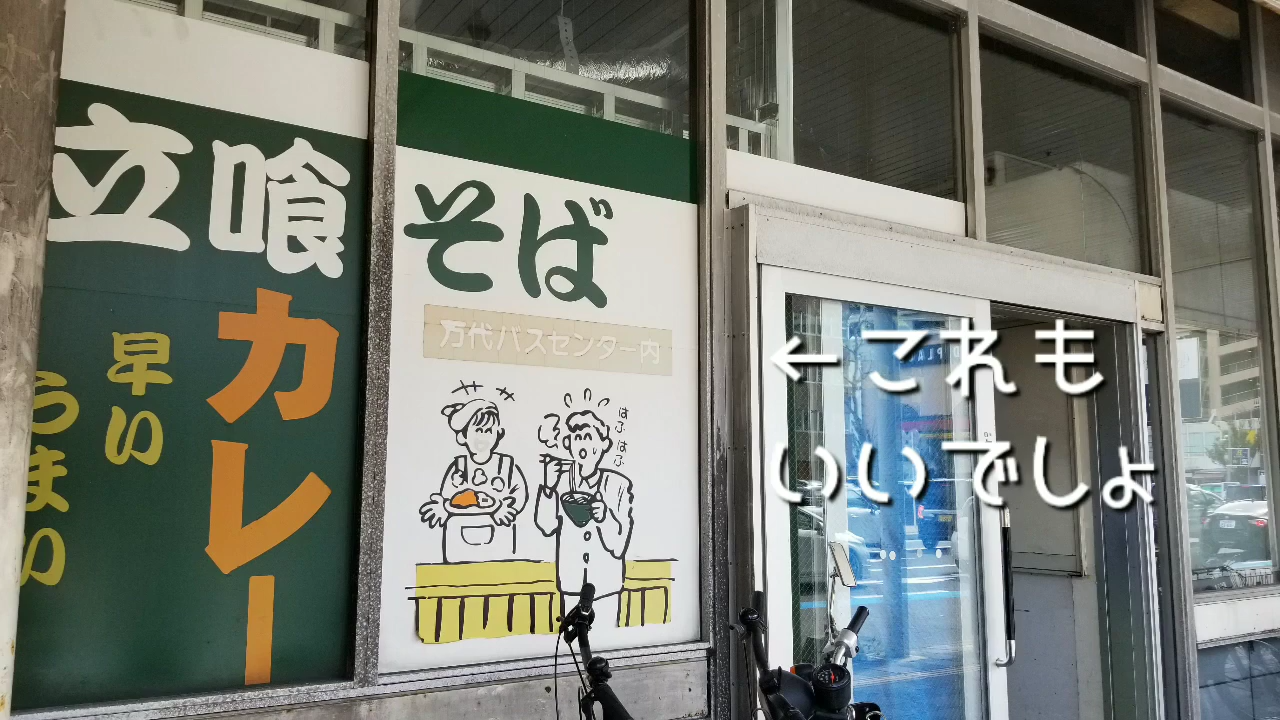 立喰
カレー
早い
うまい
そば
万代バスセンター内
はふはふ
←これも
いいでしょ